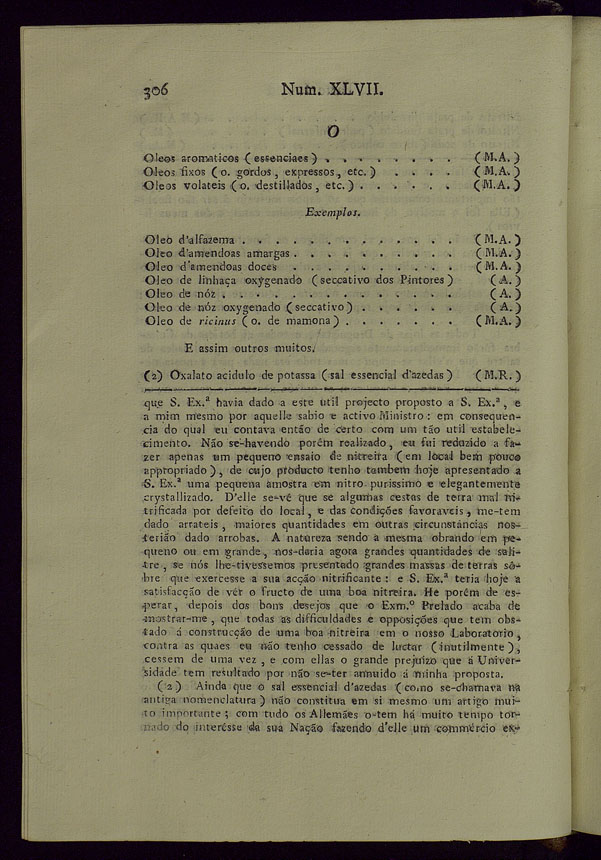 306 Num. XLVII.
O
Oleos aromaticos ( essenciaes ) . . . . . . . ( M.A. )
Oleos fixos ( o. gordos , expressos , etc. ) . . . . ( M.A. )
Oleos volateis ( o. destillados , etc. ) . . . . . . ( M.A. )
Exemplos.
Oleo d'alfazema . . . . . . . . . . . . . ( M.A. )
Oleo d'amendoas amargas . . . . . . . . . . ( M.A. )
Oleo d'amendoas doces . . . . . . . . . . ( M.A. )
Oleo de linhaça oxygenado ( seccativo dos Pintores ) ( A. )
Oleo de nóz . . . . . . . . . . . . . . ( A. )
Oleo de nóz oxygenado ( seccativo ) . . . . . . ( A. )
Oleo de ricinus ( o. de mamona ) . . . . . . . ( M.A. )
E assim outros muitos.
(2) Oxalato acidulo de potassa ( sal essencial d'azedas ) ( M.R. )
que S. Ex.ª havia dado a este util projecto proposto a S. Ex.ª , e
a mim mesmo por aquelle sabio e activo Ministro : em consequen-
cia do qual eu contava então de certo com um tão util estabele-
cimento. Não se-havendo porêm realizado , eu fui reduzido a fa-
zer apenas um pequeno ensaio de nitreira ( em local bem pouco
appropriado ) , de cujo producto tenho tambem hoje apresentado a
S. Ex.ª uma pequena amostra em nitro purissimo e elegantemente
crystallizado. D'elle se-vê que se algumas cestas de terra mal ni-
trificada por defeito do local , e das condições favoraveis , me-tem
dado arrateis , maiores quantidades em outras circunstáncias nos-
terião dado arrobas. A natureza sendo a mesma obrando em pe-
queno ou em grande , nos-daria agora grandes quantidades de sali-
tre , se nós lhe-tivessemos presentado grandes massas de terras sô-
bre que exercesse a sua acção nitrificante : e S. Ex.ª teria hoje a
satisfacção de vêr o fructo de uma boa nitreira. He porêm de es-
perar , depois dos bons desejos que o Exm.º Prelado acaba de
mostrar-me , que todas as difficuldades e opposições que tem obs-
tado á construcção de uma boa nitreira em o nosso Laboratorio ,
contra as quaes eu não tenho cessado de luctar ( inutilmente ) ,
cessem de uma vez , e com ellas o grande prejuizo que á Univer-
sidade tem resultado por não se-ter annuido á minha proposta.
( 2 ) Ainda que o sal essencial d'azedas ( como se-chamava na
antiga nomenclatura ) não constitua em si mesmo um artigo mui-
to importante ; com tudo os Allemães o-tem há muito tempo tor-
nado do interésse da sua Nação fazendo d'elle um commércio ex-